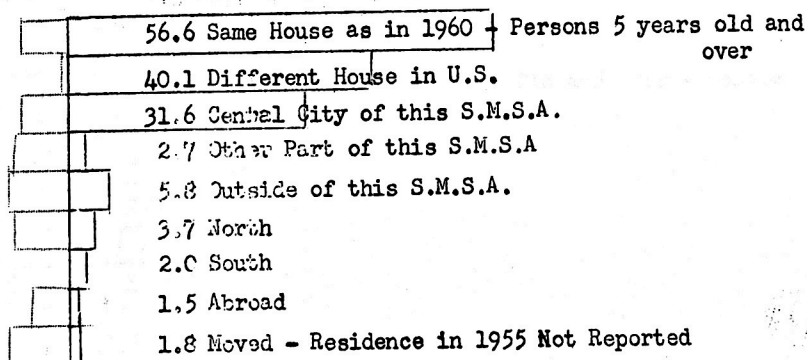 56.6 Same House as in 1960 - Persons 5 years old and
over
40.1 Different House in U.S.
31.6 Central City of this S.M.S.A.
2.7 Other Part of this S.M.S.A
5.8 Outside of this S.M.S.A.
3.7 North
2.0 South
1.5 Abroad
1.8 Moved - Residence in 1955 Not Reported